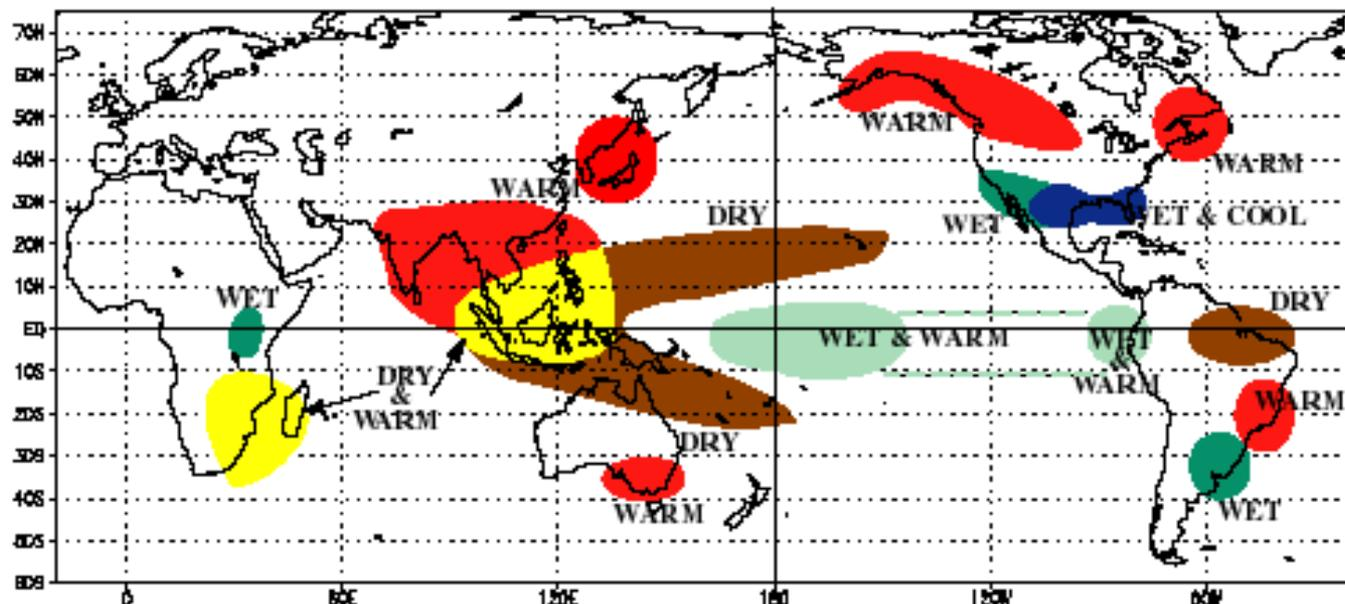 70N
60N
50N
WARM
40N
WARM
WARM
30N
DRY
WET
WET & COOL
20N
10N
WET
DRY
EQ
WET & WARM
WET
&
WARM
10S
DRY
&
WARM
20S
WARM
DRY
30S
40S
WARM
WET
50S
60S
0
60E
120E
180
120W
60W